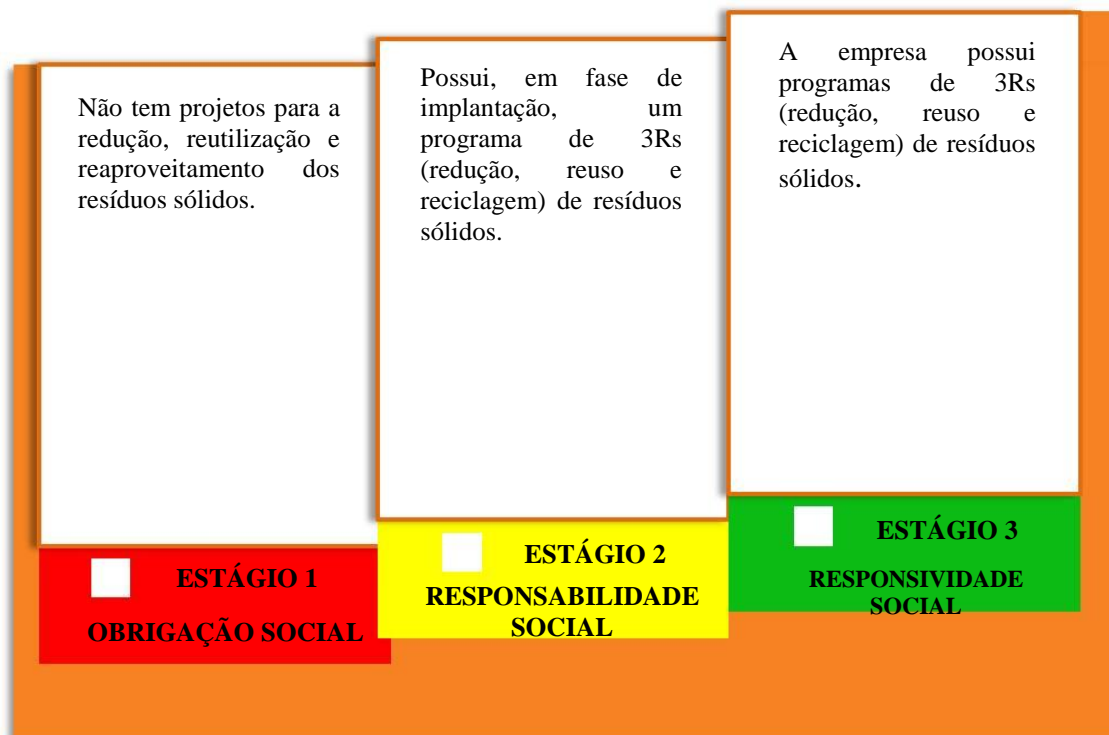 Não tem projetos para a
redução, reutilização e
reaproveitamento dos
resíduos sólidos.
ESTÁGIO 1
OBRIGAÇÃO SOCIAL
Possui, em fase de
implantação, um
programa de 3Rs
(redução, reuso e
reciclagem) de resíduos
sólidos.
ESTÁGIO 2
RESPONSABILIDADE
SOCIAL
A empresa possui
programas de 3Rs
(redução, reuso e
reciclagem) de resíduos
sólidos.
ESTÁGIO 3
RESPONSIVIDADE
SOCIAL